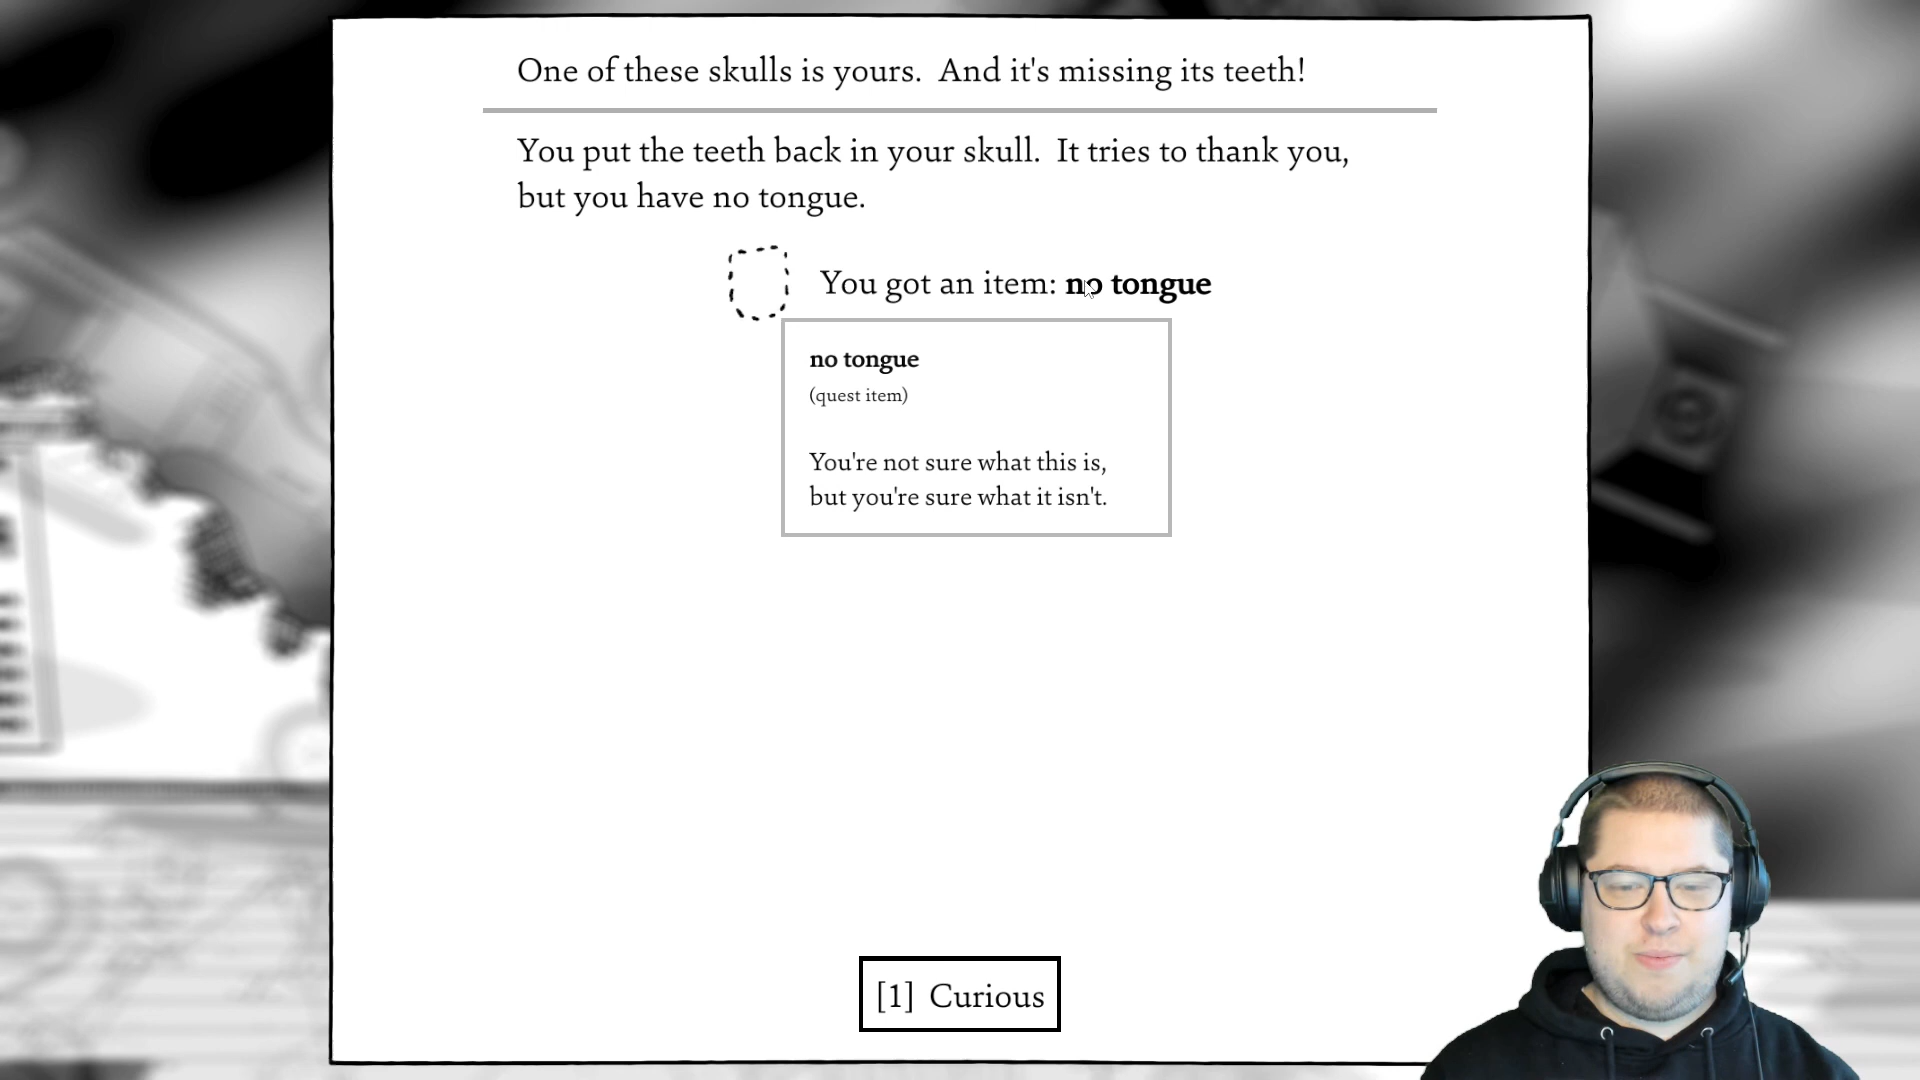 One of these skulls is yours.  And it's missing its teeth!
You put the teeth back in your skull.  It tries to thank you,
but you have no tongue.
You got an item: no tongue
no tongue
(quest item)
You're not sure what this is,
but you're sure what it isn't.
[1] Curious